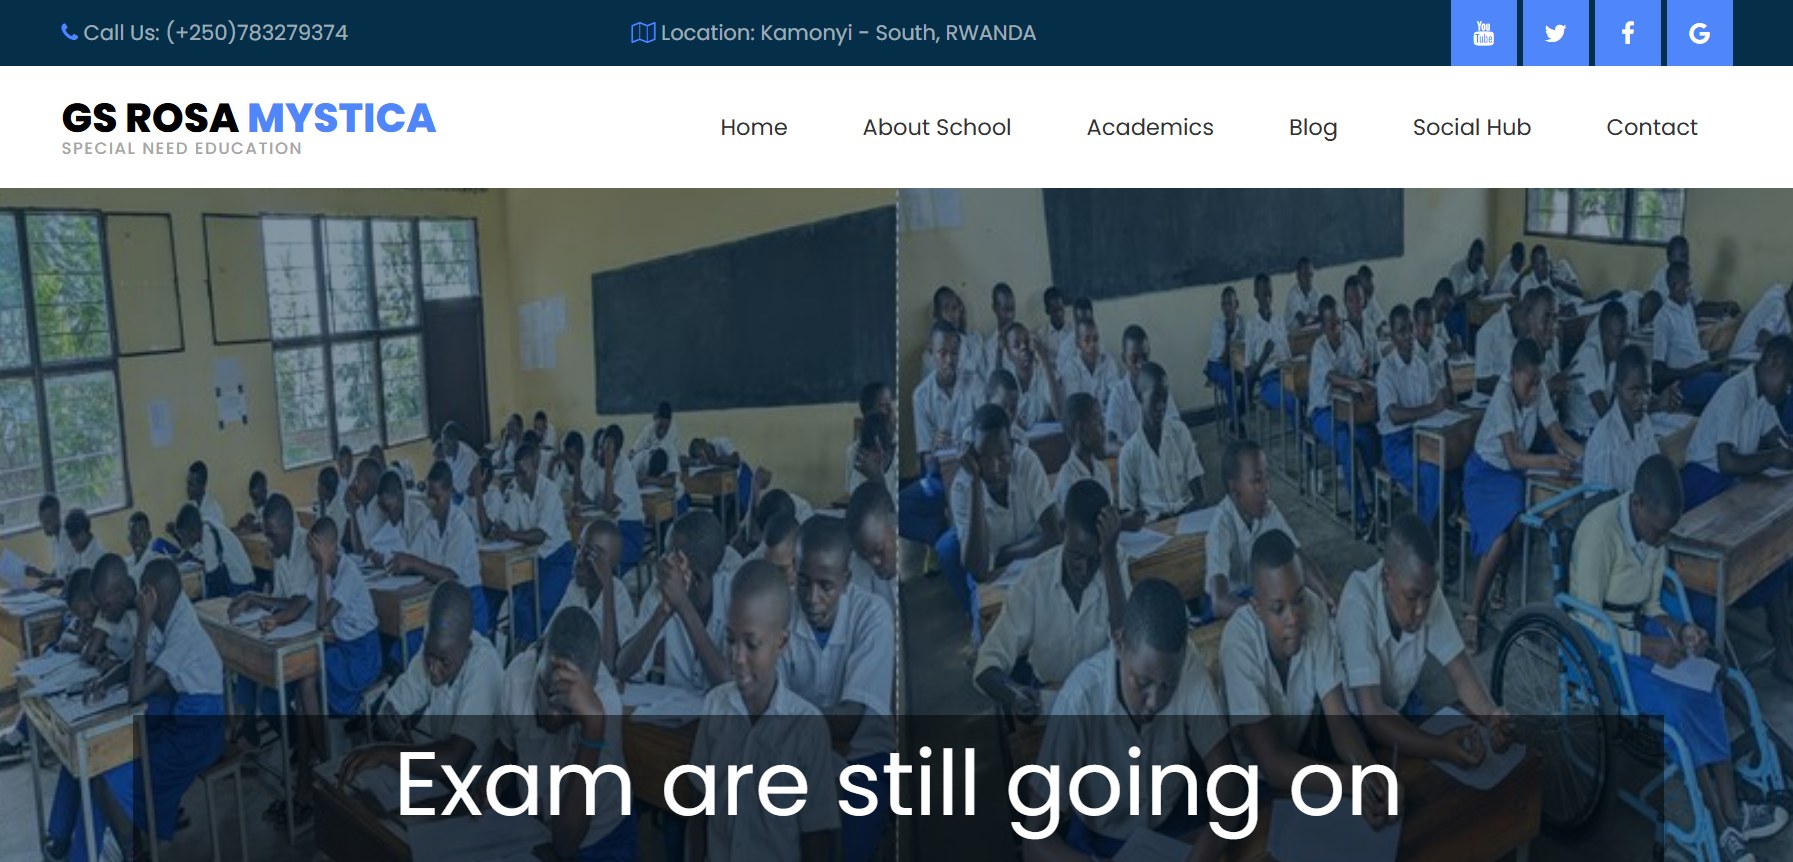 Call Us: (+250)783279374
Location: Kamonyi - South, RWANDA
You
Tube
GS ROSA MYSTICA
SPECIAL NEED EDUCATION
Home
About School
Academics
Blog
Social Hub
Contact
Exam are still going on